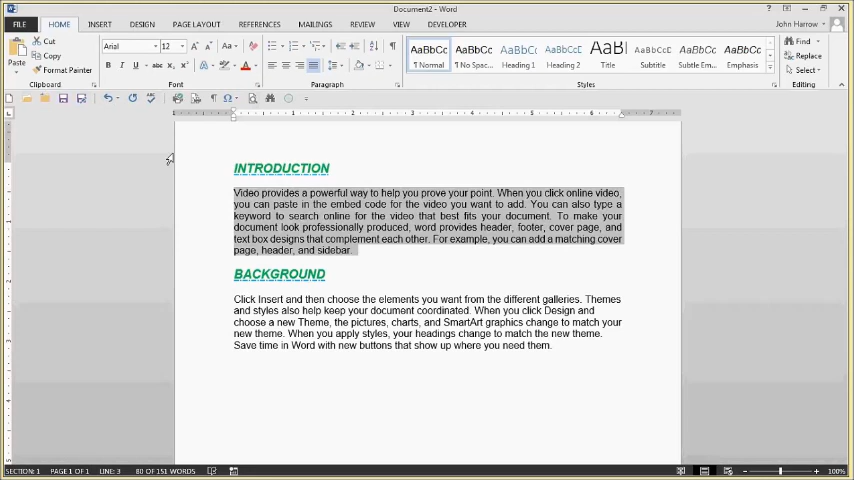 Document2 - Word
FILE HOME INSERT DESIGN PAGE LAYOUT REFERENCES MAILINGS REVIEW VIEW DEVELOPER
John Harrow
Paste
Cut
Copy
Format Painter
Clipboard
Arial 12
Font
Paragraph
AaBbCc AaBbCc AaBbCc AaBbCc AaBb AaBbCc AaBbCc AaBbCc
¶ Normal ¶ No Spac... Heading 1 Heading 2 Title Subtitle Subtle Em... Emphasis
Styles
Find
Replace
Select
Editing
INTRODUCTION
Video provides a powerful way to help you prove your point. When you click online video,
you can paste in the embed code for the video you want to add. You can also type a
keyword to search online for the video that best fits your document. To make your
document look professionally produced, word provides header, footer, cover page, and
text box designs that complement each other. For example, you can add a matching cover
page, header, and sidebar.
BACKGROUND
Click Insert and then choose the elements you want from the different galleries. Themes
and styles also help keep your document coordinated. When you click Design and
choose a new Theme, the pictures, charts, and SmartArt graphics change to match your
new theme. When you apply styles, your headings change to match the new theme.
Save time in Word with new buttons that show up where you need them.
SECTION: 1 PAGE 1 OF 1 LINE: 3 80 OF 151 WORDS
100%